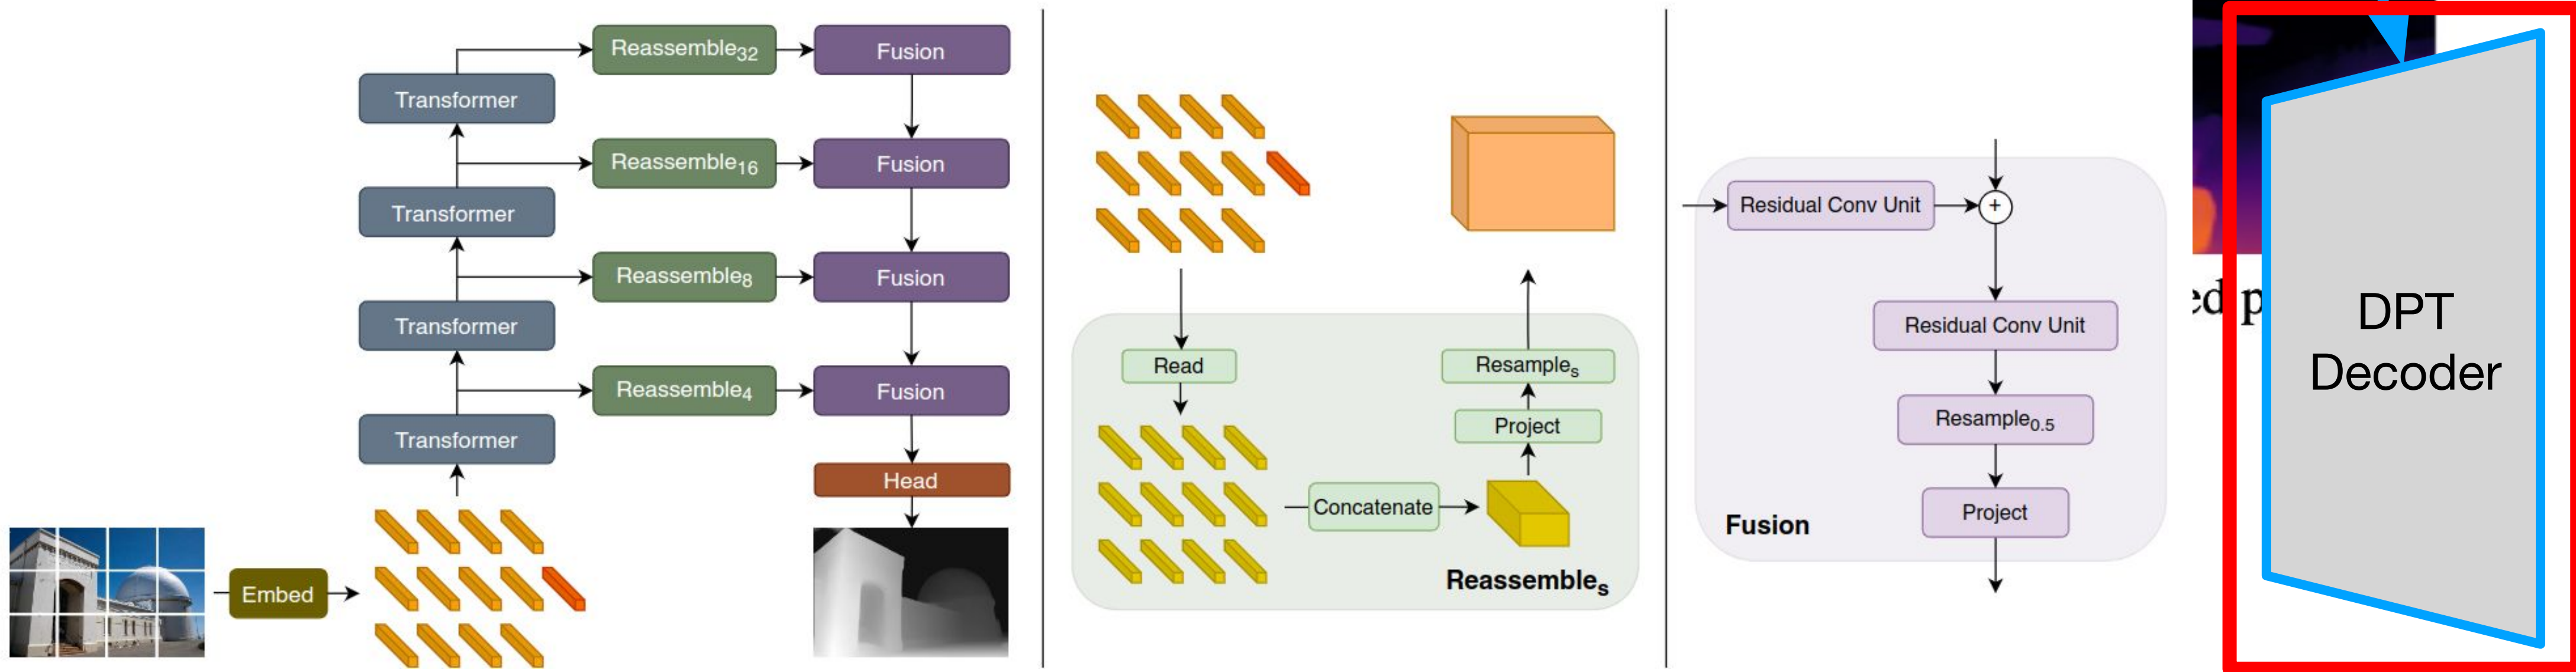 Reassemble32
Fusion
Transformer
Reassemble16
Fusion
Transformer
Reassemble8
Fusion
Transformer
Reassemble4
Fusion
Transformer
Head
Embed
Read
Resamples
Project
Concatenate
Reassembles
Residual Conv Unit
+
Residual Conv Unit
Resample0.5
Project
Fusion
ed p
DPT
Decoder